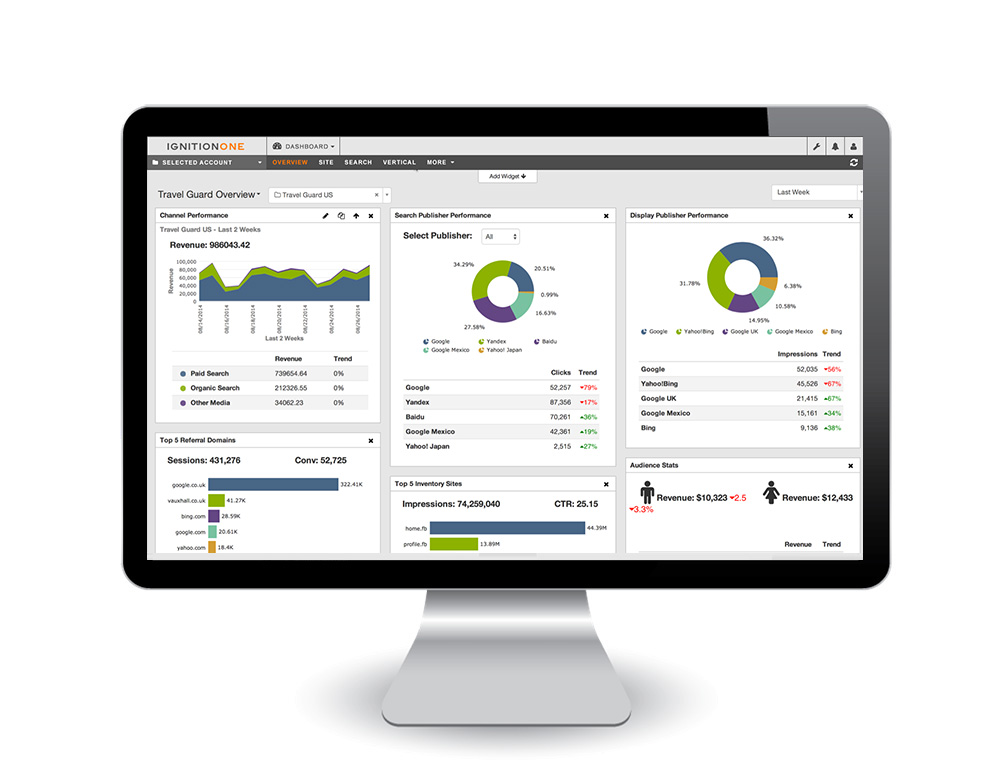 IGNITIONONE
DASHBOARD
SELECTED ACCOUNT
OVERVIEW SITE SEARCH VERTICAL MORE
Add Widget
Travel Guard Overview
Travel Guard US
Last Week
Channel Performance
Travel Guard US - Last 2 Weeks
Revenue: 986043.42
Revenue
100,000
80,000
60,000
40,000
20,000
0
08/14/2014 08/16/2014 08/18/2014 08/20/2014 08/22/2014 08/24/2014 08/26/2014
Last 2 Weeks
Revenue Trend
Paid Search 739654.64 0%
Organic Search 212326.55 0%
Other Media 34062.23 0%
Top 5 Referral Domains
Sessions: 431,276 Conv: 52,725
google.co.uk 322.41K
vauxhall.co.uk 41.27K
bing.com 28.59K
google.com 20.61K
yahoo.com 18.4K
Search Publisher Performance
Select Publisher: All
34.29%
20.51%
0.99%
16.63%
27.58%
Google Yandex Baidu
Google Mexico Yahoo! Japan
Clicks Trend
Google 52,257 79%
Yandex 87,356 17%
Baidu 70,261 36%
Google Mexico 42,361 19%
Yahoo! Japan 2,515 27%
Top 5 Inventory Sites
Impressions: 74,259,040 CTR: 25.15
home.fb 44.39M
profile.fb 13.89M
Display Publisher Performance
36.32%
31.78%
6.38%
10.58%
14.95%
Google Yahoo!Bing Google UK Google Mexico Bing
Impressions Trend
Google 52,035 56%
Yahoo!Bing 45,526 67%
Google UK 21,415 67%
Google Mexico 15,161 34%
Bing 9,136 38%
Audience Stats
Revenue: $10,323 2.5
3.3%
Revenue: $12,433
Revenue Trend